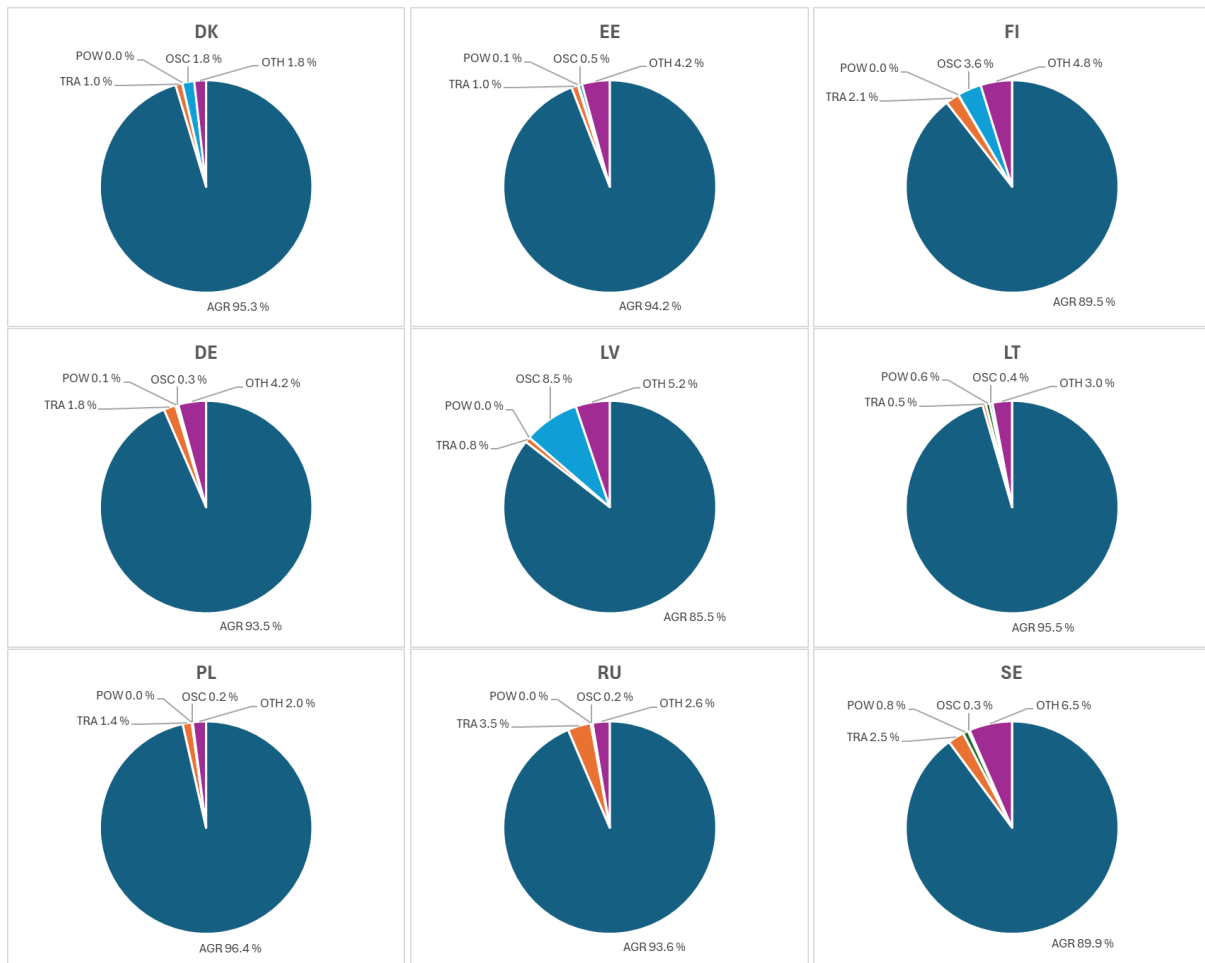 DK
POW 0.0 %
OSC 1.8 %
OTH 1.8 %
TRA 1.0 %
AGR 95.3 %
EE
POW 0.1 %
OSC 0.5 %
OTH 4.2 %
TRA 1.0 %
AGR 94.2 %
FI
POW 0.0 %
OSC 3.6 %
OTH 4.8 %
TRA 2.1 %
AGR 89.5 %
DE
POW 0.1 %
OSC 0.3 %
OTH 4.2 %
TRA 1.8 %
AGR 93.5 %
LV
OSC 8.5 %
OTH 5.2 %
POW 0.0 %
TRA 0.8 %
AGR 85.5 %
LT
POW 0.6 %
OSC 0.4 %
OTH 3.0 %
TRA 0.5 %
AGR 95.5 %
PL
POW 0.0 %
OSC 0.2 %
OTH 2.0 %
TRA 1.4 %
AGR 96.4 %
RU
POW 0.0 %
OSC 0.2 %
OTH 2.6 %
TRA 3.5 %
AGR 93.6 %
SE
POW 0.8 %
OSC 0.3 %
OTH 6.5 %
TRA 2.5 %
AGR 89.9 %